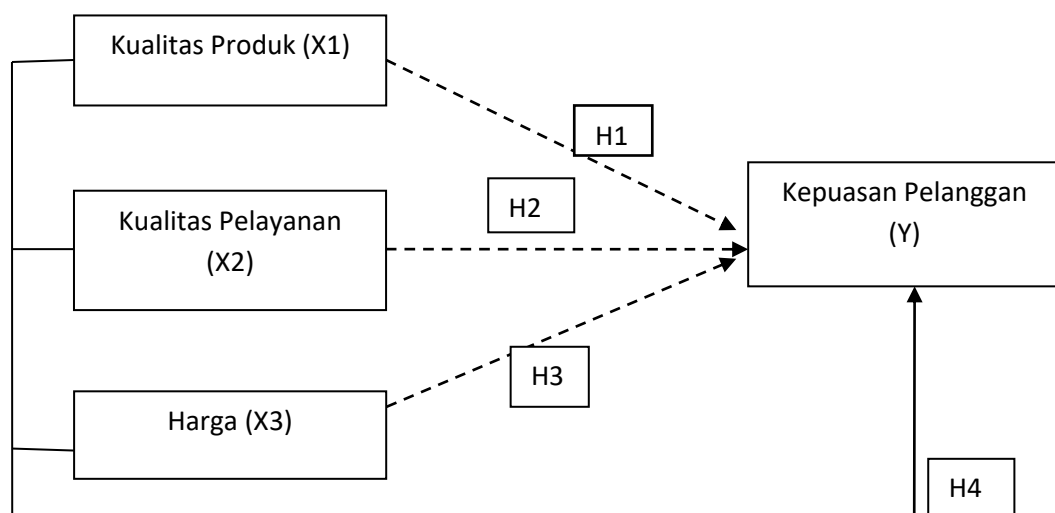 Kualitas Produk (X1)
H1
Kepuasan Pelanggan
(Y)
Kualitas Pelayanan
(X2)
H2
H3
Harga (X3)
H4